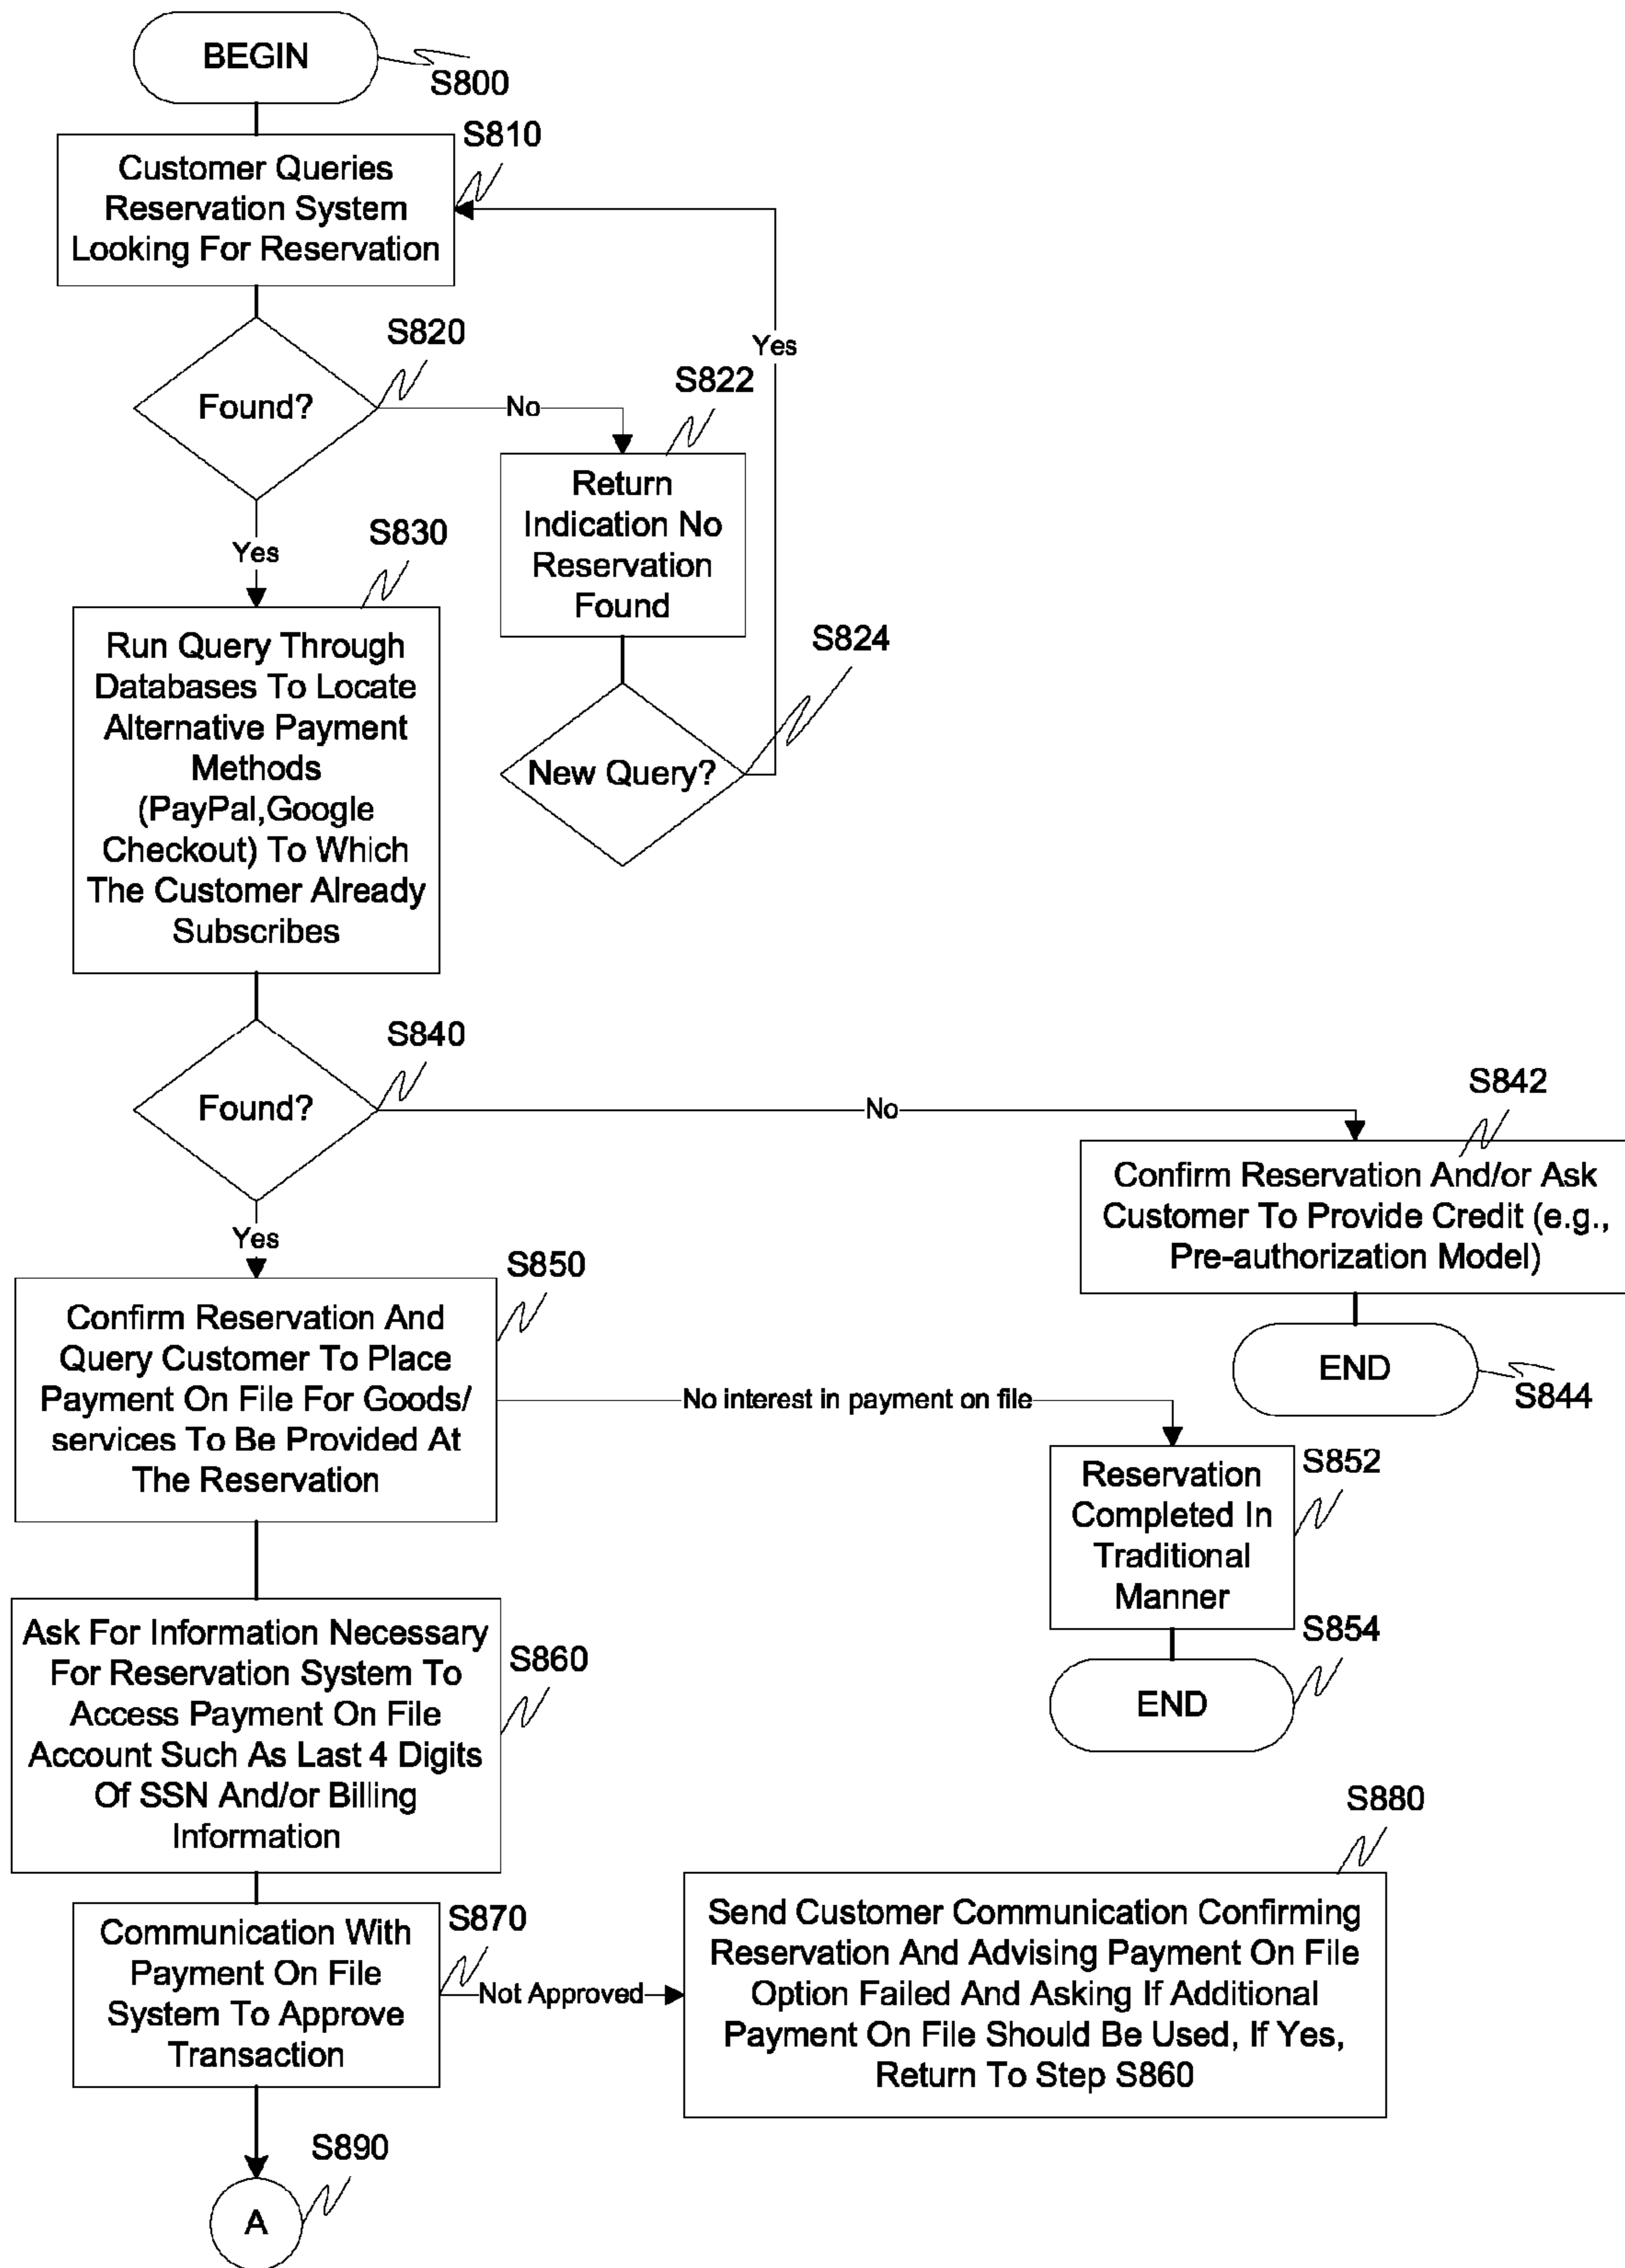 BEGIN
S800
S810
Customer Queries
Reservation System
Looking For Reservation
S820
Found?
No
Yes
S822
Return
Indication No
Reservation
Found
S824
New Query?
Yes
S830
Run Query Through
Databases To Locate
Alternative Payment
Methods
(PayPal,Google
Checkout) To Which
The Customer Already
Subscribes
S840
Found?
No
S842
Confirm Reservation And/or Ask
Customer To Provide Credit (e.g.,
Pre-authorization Model)
END
S844
Yes
S850
Confirm Reservation And
Query Customer To Place
Payment On File For Goods/
services To Be Provided At
The Reservation
No interest in payment on file
S852
Reservation
Completed In
Traditional
Manner
S854
END
S860
Ask For Information Necessary
For Reservation System To
Access Payment On File
Account Such As Last 4 Digits
Of SSN And/or Billing
Information
S870
Communication With
Payment On File
System To Approve
Transaction
Not Approved
S880
Send Customer Communication Confirming
Reservation And Advising Payment On File
Option Failed And Asking If Additional
Payment On File Should Be Used, If Yes,
Return To Step S860
S890
A